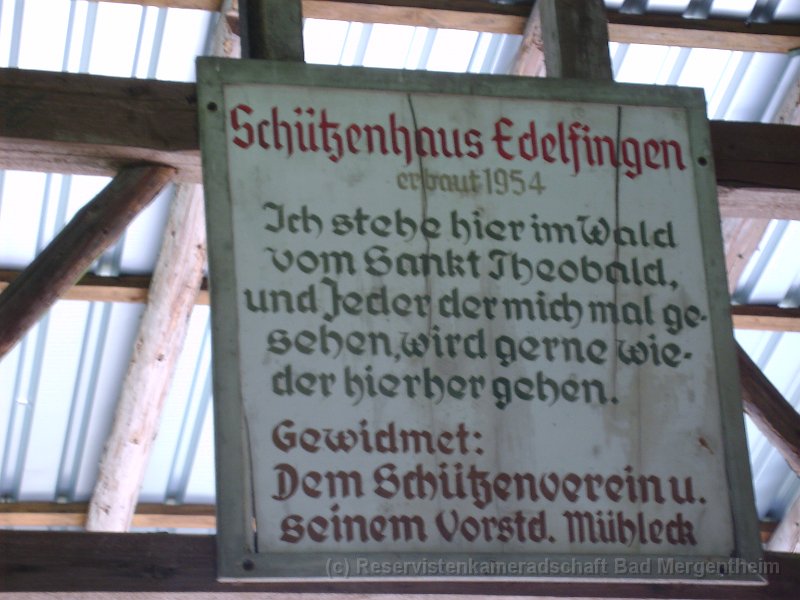 Schützenhaus Edelfingen
erbaut 1954
Ich stehe hier im Wald
vom Sankt Theobald,
und Jeder der mich mal ge-
sehen, wird gerne wie-
der hierher gehen.
Gewidmet:
Dem Schützenverein u.
seinem Vorstd. Mühleck
(c) Reservistenkameradschaft Bad Mergentheim